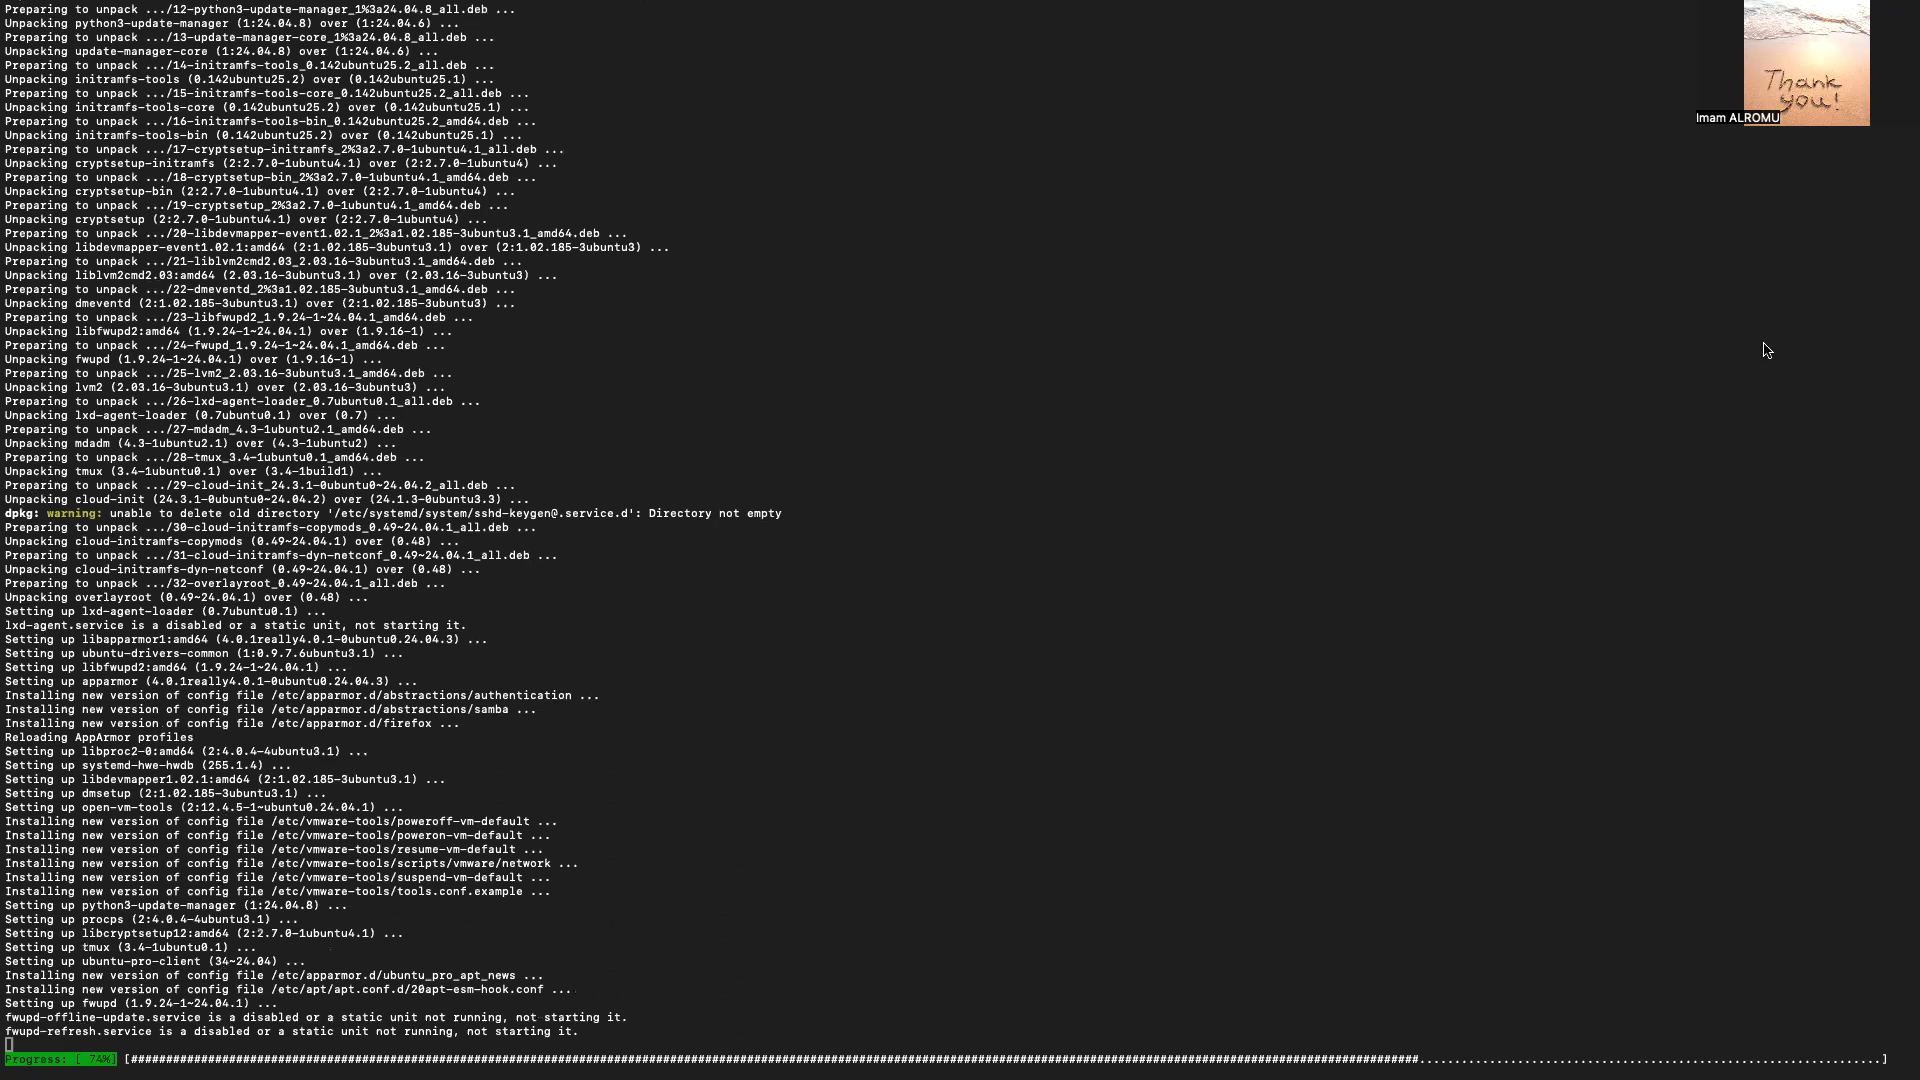 Preparing to unpack .../12-python3-update-manager_1%3a24.04.8_all.deb ...
Unpacking python3-update-manager (1:24.04.8) over (1:24.04.6) ...
Preparing to unpack .../13-update-manager-core_1%3a24.04.8_all.deb ...
Unpacking update-manager-core (1:24.04.8) over (1:24.04.6) ...
Preparing to unpack .../14-initramfs-tools_0.142ubuntu25.2_all.deb ...
Unpacking initramfs-tools (0.142ubuntu25.2) over (0.142ubuntu25.1) ...
Preparing to unpack .../15-initramfs-tools-core_0.142ubuntu25.2_all.deb ...
Unpacking initramfs-tools-core (0.142ubuntu25.2) over (0.142ubuntu25.1) ...
Preparing to unpack .../16-initramfs-tools-bin_0.142ubuntu25.2_amd64.deb ...
Unpacking initramfs-tools-bin (0.142ubuntu25.2) over (0.142ubuntu25.1) ...
Preparing to unpack .../17-cryptsetup-initramfs_2%3a2.7.0-1ubuntu4.1_all.deb ...
Unpacking cryptsetup-initramfs (2:2.7.0-1ubuntu4.1) over (2:2.7.0-1ubuntu4) ...
Preparing to unpack .../18-cryptsetup-bin_2%3a2.7.0-1ubuntu4.1_amd64.deb ...
Unpacking cryptsetup-bin (2:2.7.0-1ubuntu4.1) over (2:2.7.0-1ubuntu4) ...
Preparing to unpack .../19-cryptsetup_2%3a2.7.0-1ubuntu4.1_amd64.deb ...
Unpacking cryptsetup (2:2.7.0-1ubuntu4.1) over (2:2.7.0-1ubuntu4) ...
Preparing to unpack .../20-libdevmapper-event1.02.1_2%3a1.02.185-3ubuntu3.1_amd64.deb ...
Unpacking libdevmapper-event1.02.1:amd64 (2:1.02.185-3ubuntu3.1) over (2:1.02.185-3ubuntu3) ...
Preparing to unpack .../21-liblvm2cmd2.03_2.03.16-3ubuntu3.1_amd64.deb ...
Unpacking liblvm2cmd2.03:amd64 (2.03.16-3ubuntu3.1) over (2.03.16-3ubuntu3) ...
Preparing to unpack .../22-dmeventd_2%3a1.02.185-3ubuntu3.1_amd64.deb ...
Unpacking dmeventd (2:1.02.185-3ubuntu3.1) over (2:1.02.185-3ubuntu3) ...
Preparing to unpack .../23-libfwupd2_1.9.24-1~24.04.1_amd64.deb ...
Unpacking libfwupd2:amd64 (1.9.24-1~24.04.1) over (1.9.16-1) ...
Preparing to unpack .../24-fwupd_1.9.24-1~24.04.1_amd64.deb ...
Unpacking fwupd (1.9.24-1~24.04.1) over (1.9.16-1) ...
Preparing to unpack .../25-lvm2_2.03.16-3ubuntu3.1_amd64.deb ...
Unpacking lvm2 (2.03.16-3ubuntu3.1) over (2.03.16-3ubuntu3) ...
Preparing to unpack .../26-lxd-agent-loader_0.7ubuntu0.1_all.deb ...
Unpacking lxd-agent-loader (0.7ubuntu0.1) over (0.7) ...
Preparing to unpack .../27-mdadm_4.3-1ubuntu2.1_amd64.deb ...
Unpacking mdadm (4.3-1ubuntu2.1) over (4.3-1ubuntu2) ...
Preparing to unpack .../28-tmux_3.4-1ubuntu0.1_amd64.deb ...
Unpacking tmux (3.4-1ubuntu0.1) over (3.4-1build1) ...
Preparing to unpack .../29-cloud-init_24.3.1-0ubuntu0~24.04.2_all.deb ...
Unpacking cloud-init (24.3.1-0ubuntu0~24.04.2) over (24.1.3-0ubuntu3.3) ...
dpkg: warning: unable to delete old directory '/etc/systemd/system/sshd-keygen@.service.d': Directory not empty
Preparing to unpack .../30-cloud-initramfs-copymods_0.49~24.04.1_all.deb ...
Unpacking cloud-initramfs-copymods (0.49~24.04.1) over (0.48) ...
Preparing to unpack .../31-cloud-initramfs-dyn-netconf_0.49~24.04.1_all.deb ...
Unpacking cloud-initramfs-dyn-netconf (0.49~24.04.1) over (0.48) ...
Preparing to unpack .../32-overlayroot_0.49~24.04.1_all.deb ...
Unpacking overlayroot (0.49~24.04.1) over (0.48) ...
Setting up lxd-agent-loader (0.7ubuntu0.1) ...
lxd-agent.service is a disabled or a static unit, not starting it.
Setting up libapparmor1:amd64 (4.0.1really4.0.1-0ubuntu0.24.04.3) ...
Setting up ubuntu-drivers-common (1:0.9.7.6ubuntu3.1) ...
Setting up libfwupd2:amd64 (1.9.24-1~24.04.1) ...
Setting up apparmor (4.0.1really4.0.1-0ubuntu0.24.04.3) ...
Installing new version of config file /etc/apparmor.d/abstractions/authentication ...
Installing new version of config file /etc/apparmor.d/abstractions/samba ...
Installing new version of config file /etc/apparmor.d/firefox ...
Reloading AppArmor profiles
Setting up libproc2-0:amd64 (2:4.0.4-4ubuntu3.1) ...
Setting up systemd-hwe-hwdb (255.1.4) ...
Setting up libdevmapper1.02.1:amd64 (2:1.02.185-3ubuntu3.1) ...
Setting up dmsetup (2:1.02.185-3ubuntu3.1) ...
Setting up open-vm-tools (2:12.4.5-1~ubuntu0.24.04.1) ...
Installing new version of config file /etc/vmware-tools/poweroff-vm-default ...
Installing new version of config file /etc/vmware-tools/poweron-vm-default ...
Installing new version of config file /etc/vmware-tools/resume-vm-default ...
Installing new version of config file /etc/vmware-tools/scripts/vmware/network ...
Installing new version of config file /etc/vmware-tools/suspend-vm-default ...
Installing new version of config file /etc/vmware-tools/tools.conf.example ...
Setting up python3-update-manager (1:24.04.8) ...
Setting up procps (2:4.0.4-4ubuntu3.1) ...
Setting up libcryptsetup12:amd64 (2:2.7.0-1ubuntu4.1) ...
Setting up tmux (3.4-1ubuntu0.1) ...
Setting up ubuntu-pro-client (34~24.04) ...
Installing new version of config file /etc/apparmor.d/ubuntu_pro_apt_news ...
Installing new version of config file /etc/apt/apt.conf.d/20apt-esm-hook.conf ...
Setting up fwupd (1.9.24-1~24.04.1) ...
fwupd-offline-update.service is a disabled or a static unit not running, not starting it.
fwupd-refresh.service is a disabled or a static unit not running, not starting it.
Progress: [ 74%]
Thank
you!
Imam ALROMU